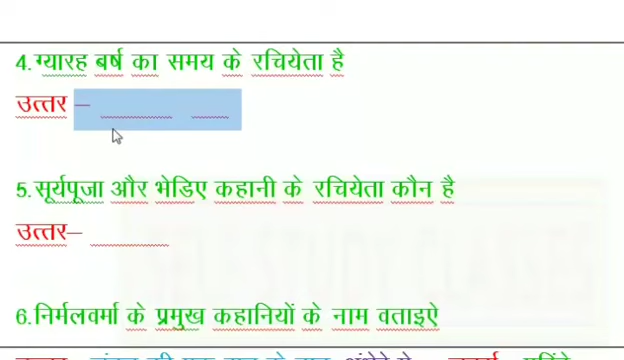 4.ग्यारह बर्ष का समय के रचियेता है
उत्तर –
5.सूर्यपूजा और भेडिए कहानी के रचियेता कौन है
उत्तर–
6.निर्मलवर्मा के प्रमुख कहानियों के नाम वताइऐ